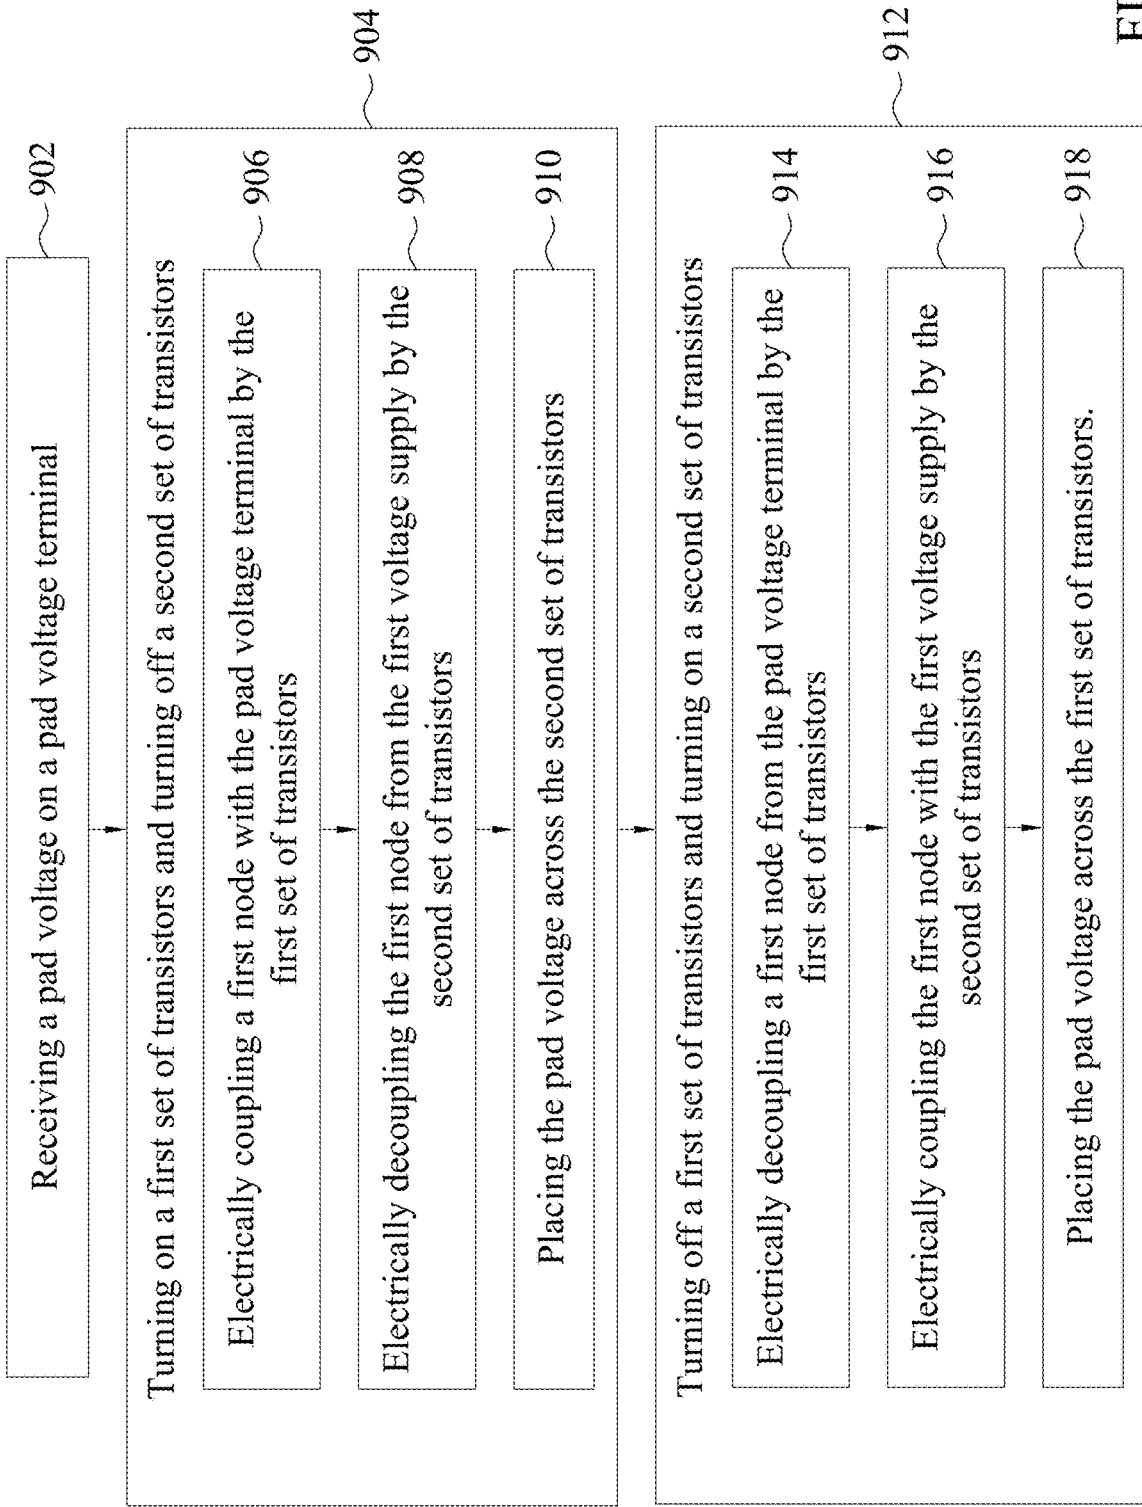 Receiving a pad voltage on a pad voltage terminal
902
Turning on a first set of transistors and turning off a second set of transistors
904
Electrically coupling a first node with the pad voltage terminal by the
first set of transistors
906
Electrically decoupling the first node from the first voltage supply by the
second set of transistors
908
Placing the pad voltage across the second set of transistors
910
Turning off a first set of transistors and turning on a second set of transistors
912
Electrically decoupling a first node from the pad voltage terminal by the
first set of transistors
914
Electrically coupling the first node with the first voltage supply by the
second set of transistors
916
Placing the pad voltage across the first set of transistors.
918